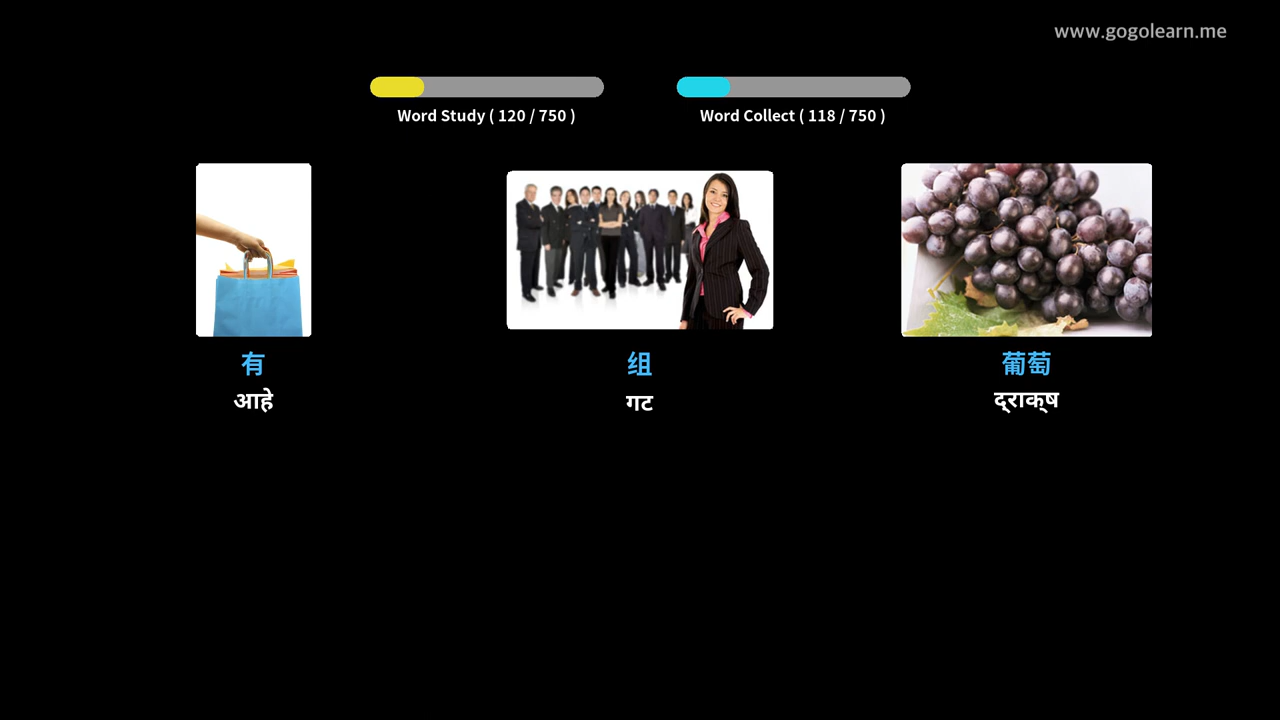 www.gogolearn.me
Word Study ( 120 / 750 )
Word Collect ( 118 / 750 )
有
आहे
组
गट
葡萄
द्‌राक्‌ष